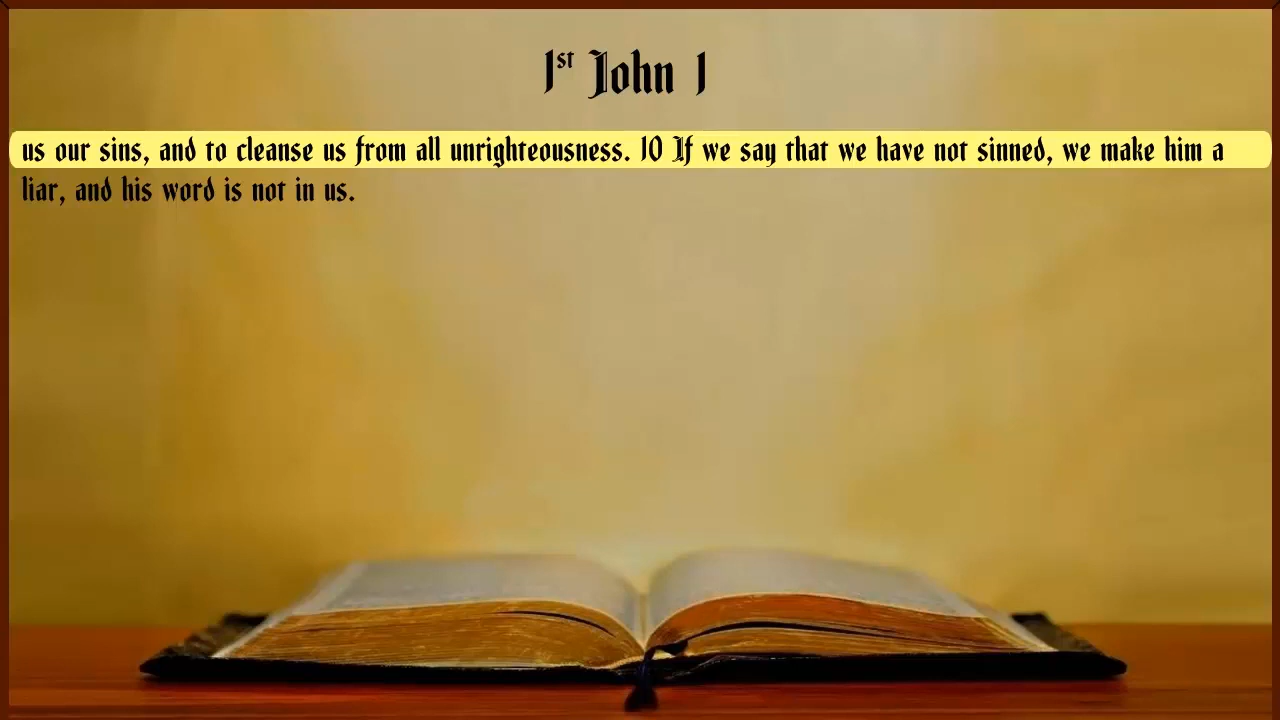 1st John 1
us our sins, and to cleanse us from all unrighteousness. 10 If we say that we have not sinned, we make him a
liar, and his word is not in us.